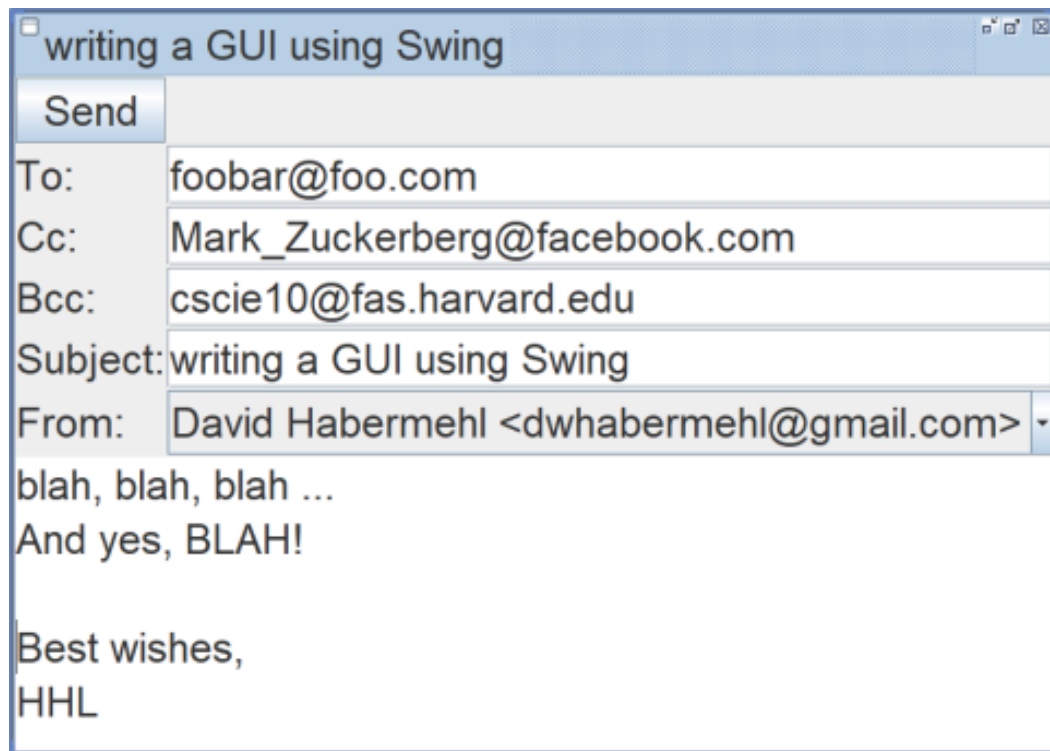 writing a GUI using Swing
Send
To: foobar@foo.com
Cc: Mark_Zuckerberg@facebook.com
Bcc: cscie10@fas.harvard.edu
Subject: writing a GUI using Swing
From: David Habermehl <dwhabermehl@gmail.com>
blah, blah, blah ...
And yes, BLAH!
Best wishes,
HHL